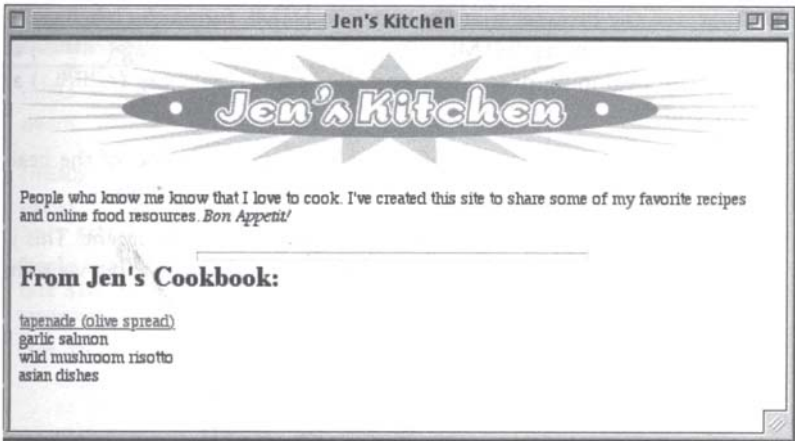 Jen's Kitchen
Jen's Kitchen
People who know me know that I love to cook. I've created this site to share some of my favorite recipes
and online food resources. Bon Appetit!
From Jen's Cookbook:
tapenade (olive spread)
garlic salmon
wild mushroom risotto
asian dishes